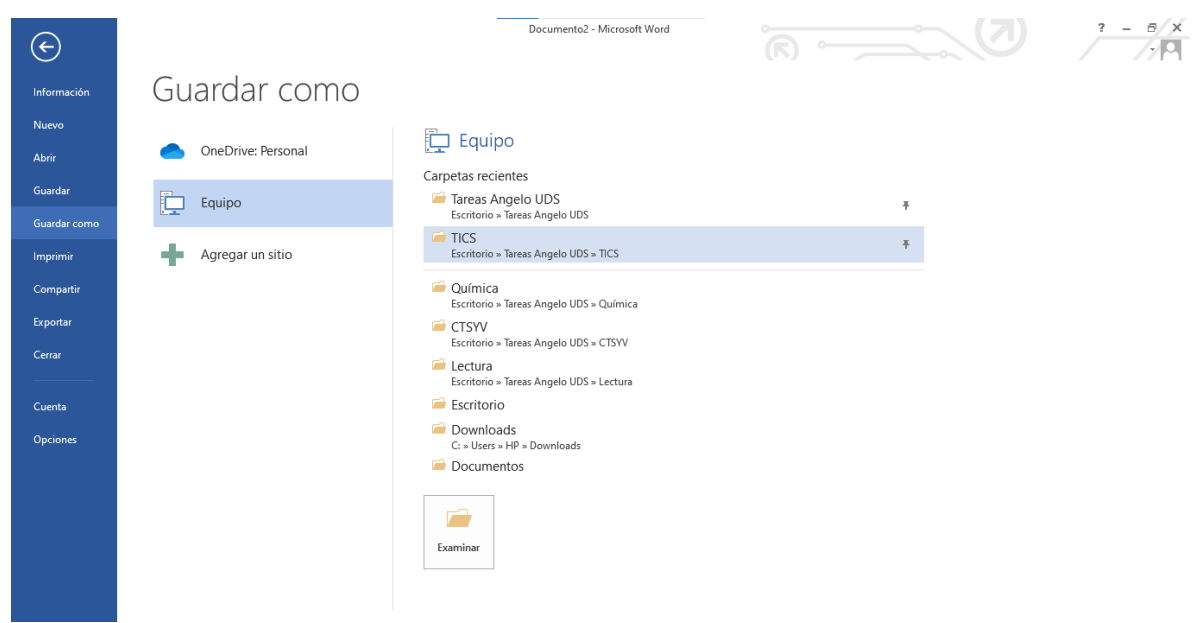 Documento2 - Microsoft Word
?
Información
Nuevo
Abrir
Guardar
Guardar como
Imprimir
Compartir
Exportar
Cerrar
Cuenta
Opciones
Guardar como
OneDrive: Personal
Equipo
Agregar un sitio
Equipo
Carpetas recientes
Tareas Angelo UDS
Escritorio » Tareas Angelo UDS
TICS
Escritorio » Tareas Angelo UDS » TICS
Química
Escritorio » Tareas Angelo UDS » Química
CTSYV
Escritorio » Tareas Angelo UDS » CTSYV
Lectura
Escritorio » Tareas Angelo UDS » Lectura
Escritorio
Downloads
C: » Users » HP » Downloads
Documentos
Examinar